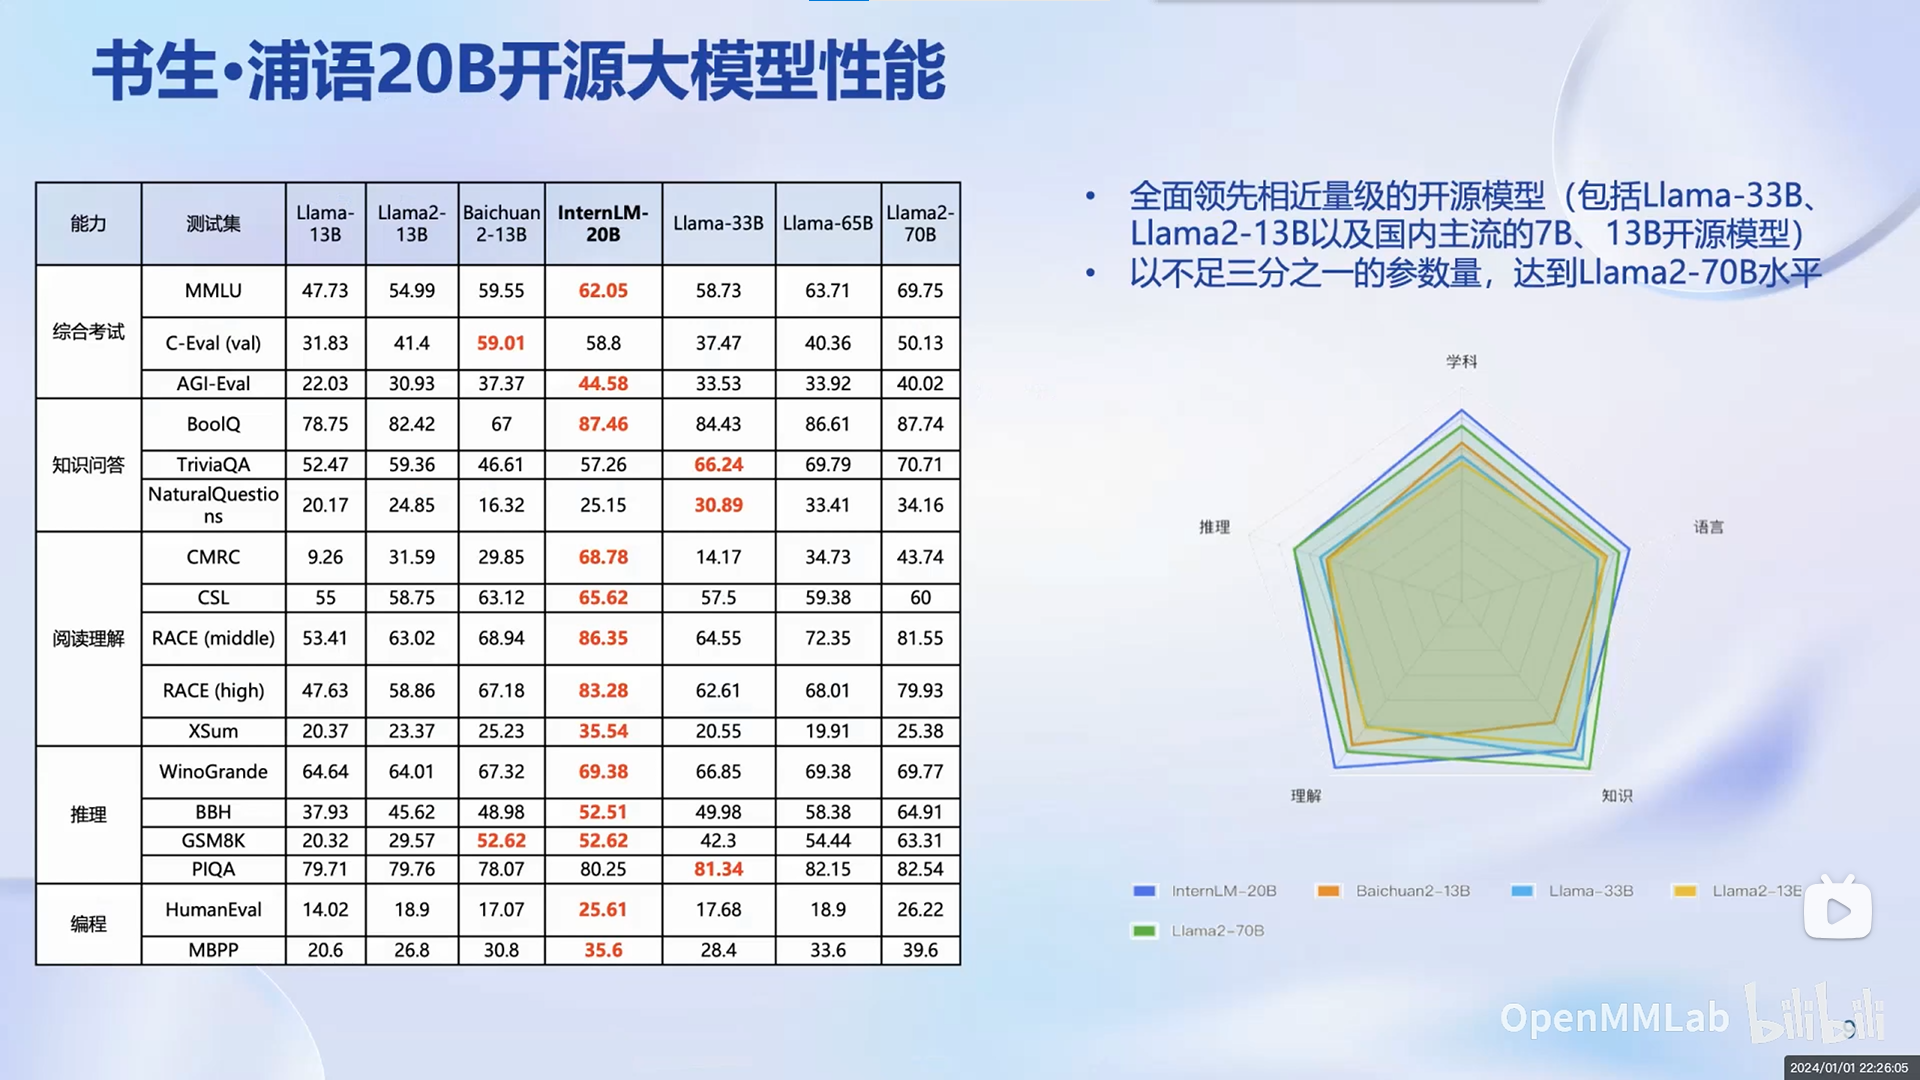 书生•浦语20B开源大模型性能
能力 测试集 Llama-13B Llama2-13B Baichuan2-13B InternLM-20B Llama-33B Llama-65B Llama2-70B
综合考试 MMLU 47.73 54.99 59.55 62.05 58.73 63.71 69.75
C-Eval (val) 31.83 41.4 59.01 58.8 37.47 40.36 50.13
AGI-Eval 22.03 30.93 37.37 44.58 33.53 33.92 40.02
知识问答 BoolQ 78.75 82.42 67 87.46 84.43 86.61 87.74
TriviaQA 52.47 59.36 46.61 57.26 66.24 69.79 70.71
NaturalQuestions 20.17 24.85 16.32 25.15 30.89 33.41 34.16
阅读理解 CMRC 9.26 31.59 29.85 68.78 14.17 34.73 43.74
CSL 55 58.75 63.12 65.62 57.5 59.38 60
RACE (middle) 53.41 63.02 68.94 86.35 64.55 72.35 81.55
RACE (high) 47.63 58.86 67.18 83.28 62.61 68.01 79.93
XSum 20.37 23.37 25.23 35.54 20.55 19.91 25.38
推理 WinoGrande 64.64 64.01 67.32 69.38 66.85 69.38 69.77
BBH 37.93 45.62 48.98 52.51 49.98 58.38 64.91
GSM8K 20.32 29.57 52.62 52.62 42.3 54.44 63.31
PIQA 79.71 79.76 78.07 80.25 81.34 82.15 82.54
编程 HumanEval 14.02 18.9 17.07 25.61 17.68 18.9 26.22
MBPP 20.6 26.8 30.8 35.6 28.4 33.6 39.6
• 全面领先相近量级的开源模型（包括Llama-33B、
Llama2-13B以及国内主流的7B、13B开源模型）
• 以不足三分之一的参数量，达到Llama2-70B水平
学科
推理
语言
理解
知识
InternLM-20B Baichuan2-13B Llama-33B Llama2-13B
Llama2-70B
OpenMMLab bilibili
9
2024/01/01 22:26:05